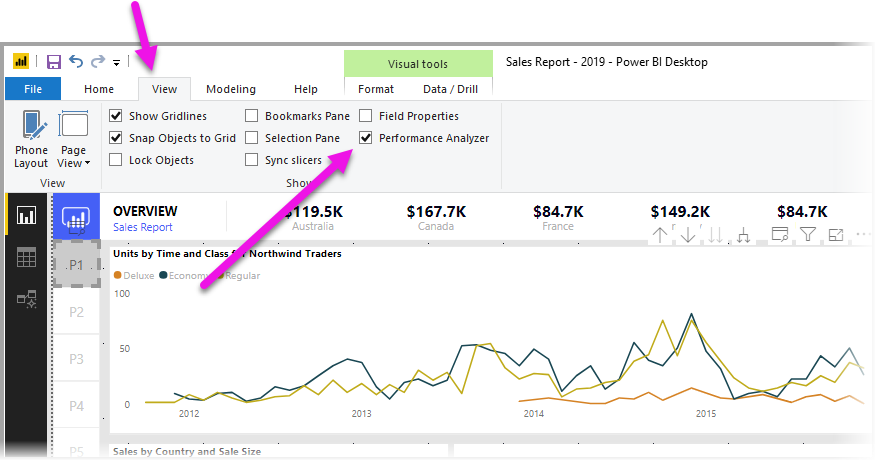 Visual tools
Sales Report - 2019 - Power BI Desktop
File Home View Modeling Help Format Data / Drill
Show Gridlines Bookmarks Pane Field Properties
Snap Objects to Grid Selection Pane Performance Analyzer
Lock Objects Sync slicers
Phone Layout
Page View
View
OVERVIEW
Sales Report
$119.5K $167.7K $84.7K $149.2K $84.7K
Australia Canada France
P1
P2
P3
P4
P5
Units by Time and Class for Northwind Traders
Deluxe Economy Regular
100
50
0
2012 2013 2014 2015
Sales by Country and Sale Size